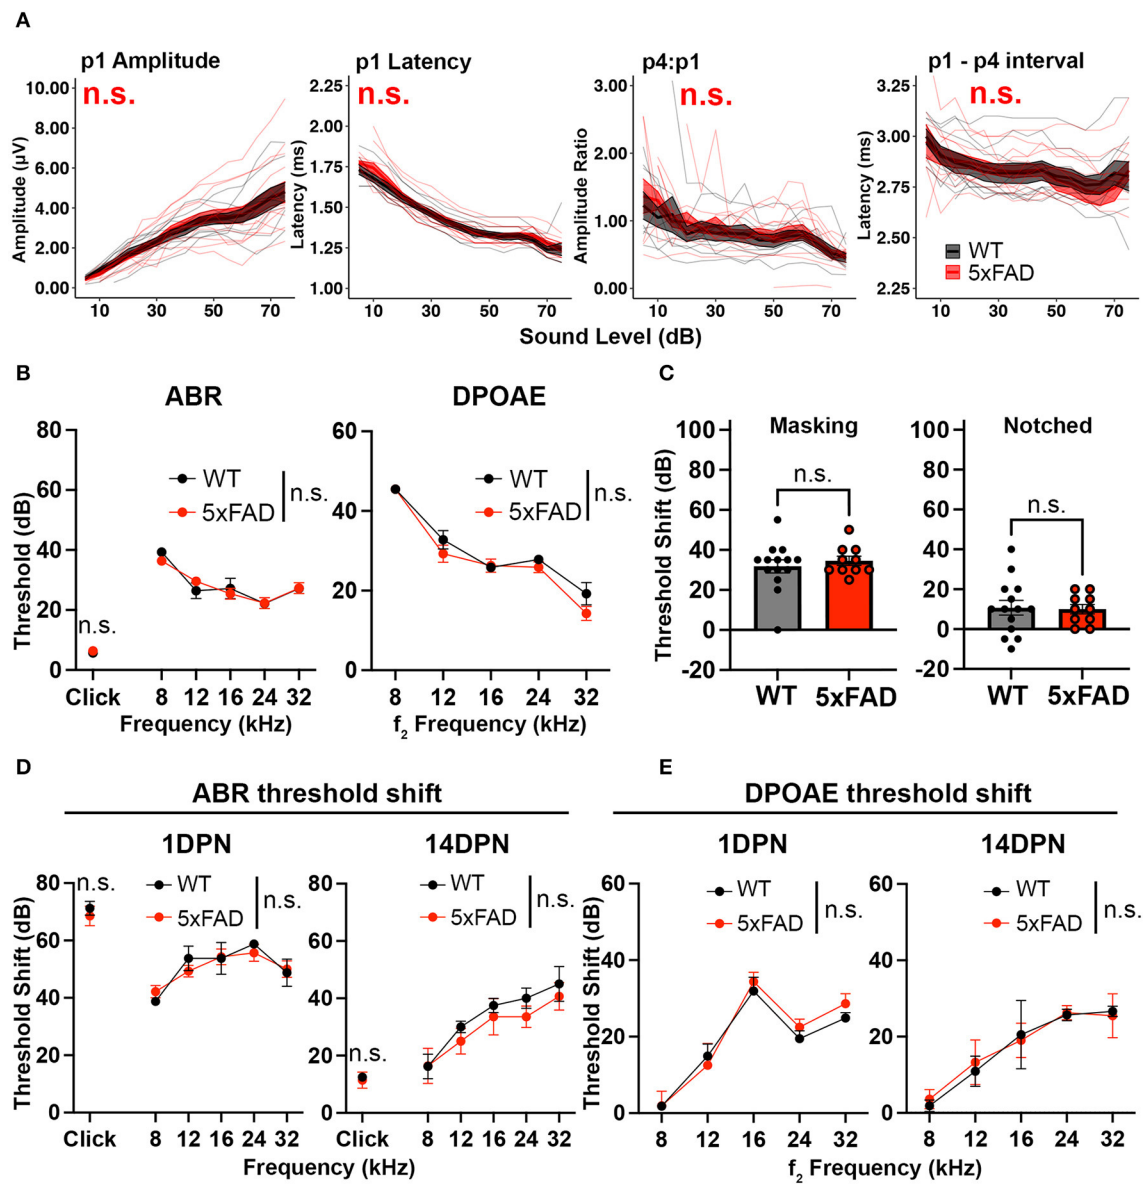 A
p1 Amplitude
n.s.
Amplitude (µV)
10.00
8.00
6.00
4.00
2.00
0.00
10 30 50 70
p1 Latency
n.s.
Latency (ms)
2.25
2.00
1.75
1.50
1.25
1.00
10 30 50 70
p4:p1
n.s.
Amplitude Ratio
3.00
2.00
1.00
0.00
10 30 50 70
p1 - p4 interval
n.s.
Latency (ms)
3.25
3.00
2.75
2.50
2.25
WT
5xFAD
10 30 50 70
Sound Level (dB)
B
ABR
Threshold (dB)
80
60
40
20
0
WT
5xFAD
n.s.
n.s.
Click 8 12 16 24 32
Frequency (kHz)
DPOAE
60
40
20
0
WT
5xFAD
n.s.
8 12 16 24 32
f2 Frequency (kHz)
C
Masking
Threshold Shift (dB)
100
80
60
40
20
0
-20
n.s.
WT 5xFAD
Notched
100
80
60
40
20
0
-20
n.s.
WT 5xFAD
D
ABR threshold shift
1DPN
Threshold Shift (dB)
80
60
40
20
0
n.s.
WT
5xFAD
n.s.
Click 8 12 16 24 32
14DPN
80
60
40
20
0
WT
5xFAD
n.s.
n.s.
Click 8 12 16 24 32
Frequency (kHz)
E
DPOAE threshold shift
1DPN
Threshold Shift (dB)
60
40
20
0
WT
5xFAD
n.s.
8 12 16 24 32
14DPN
60
40
20
0
WT
5xFAD
n.s.
8 12 16 24 32
f2 Frequency (kHz)